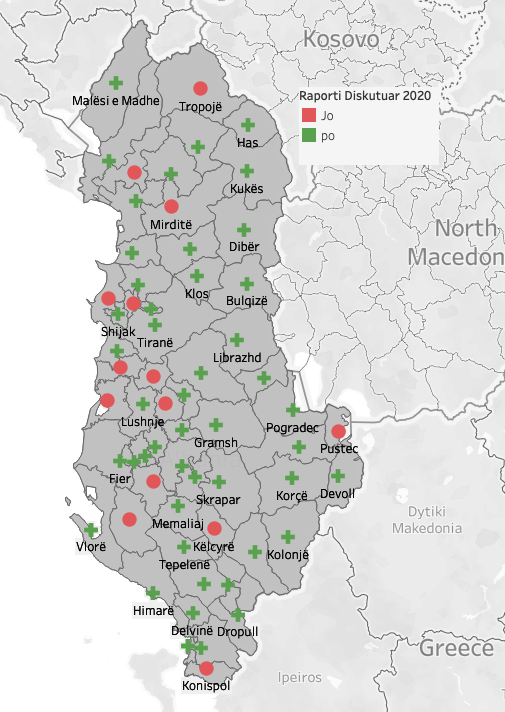 Kosovo
Raporti Diskutuar 2020
Jo
po
Malësi e Madhe
Tropojë
Has
Kukës
Mirditë
Dibër
North
Macedon
Klos
Bulqizë
Shijak
Tiranë
Librazhd
Lushnje
Gramsh
Pogradec
Pustec
Fier
Skrapar
Korçë
Devoll
Memaliaj
Dytiki
Makedonia
Vlorë
Këlcyrë
Kolonjë
Tepelenë
Himarë
Delvinë
Dropull
Greece
Konispol
Ipeiros